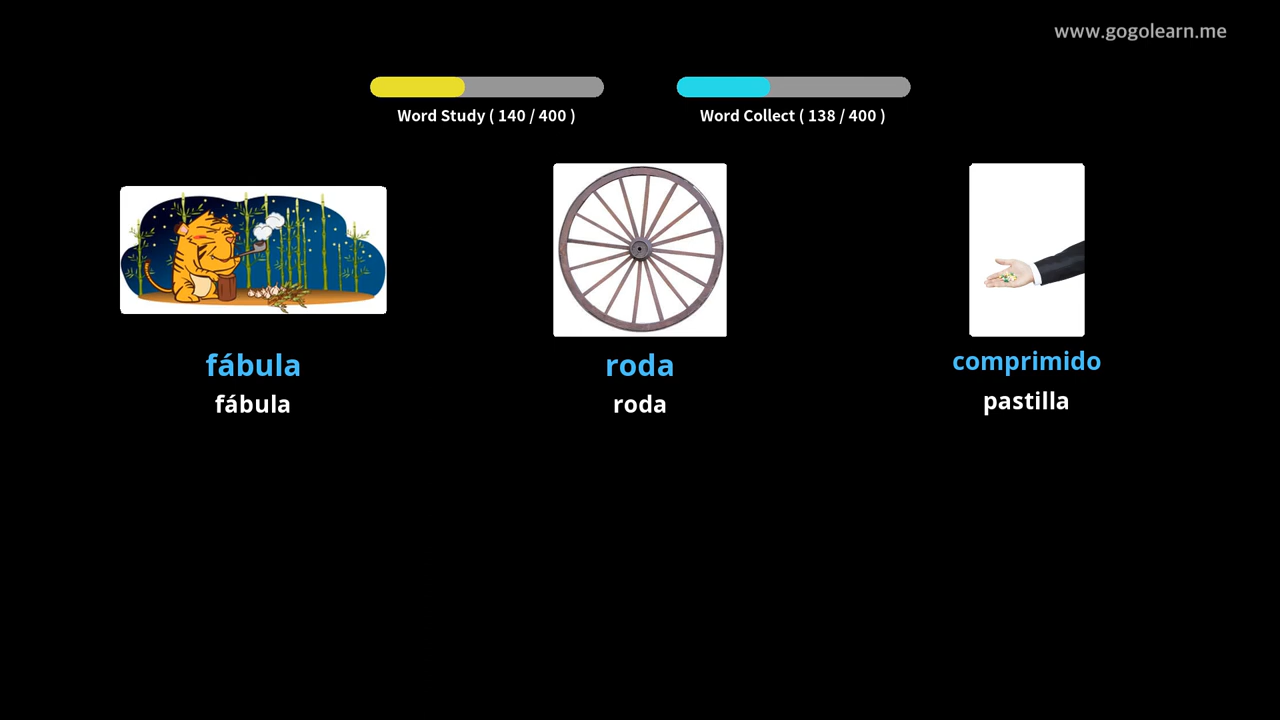 www.gogolearn.me
Word Study ( 140 / 400 )
Word Collect ( 138 / 400 )
fábula
fábula
roda
roda
comprimido
pastilla